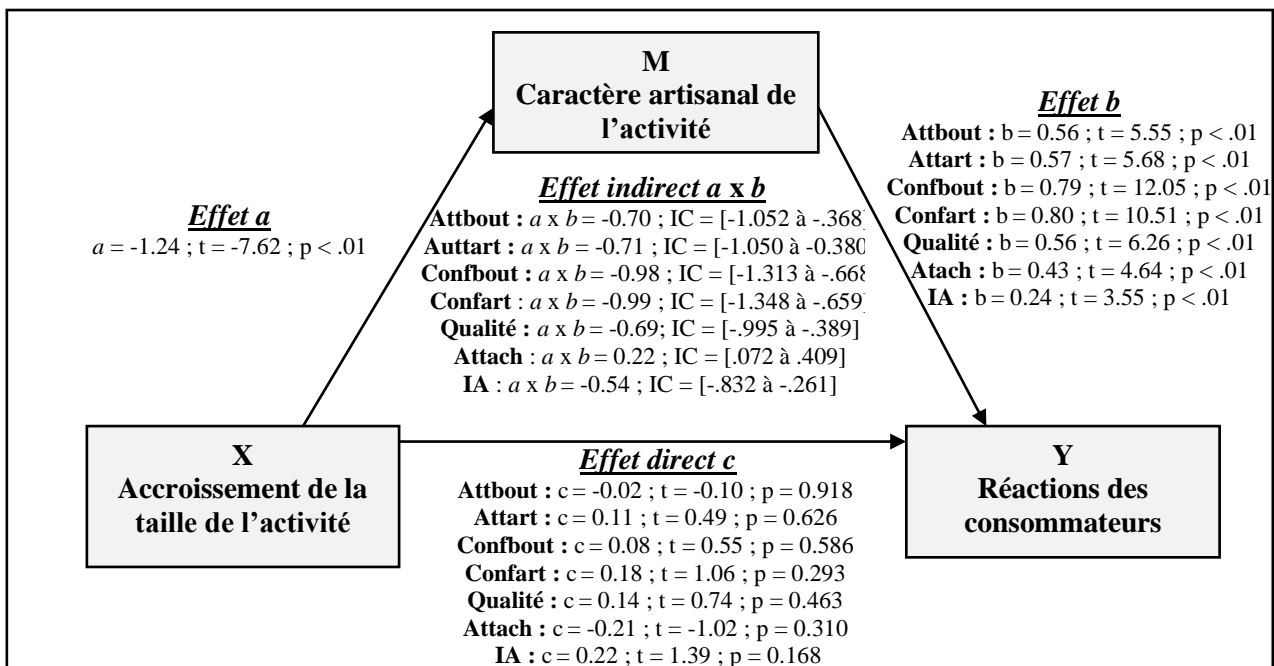 M
Caractère artisanal de
l'activité
Effet a
a = -1.24 ; t = -7.62 ; p < .01
Effet indirect a x b
Attbout : a x b = -0.70 ; IC = [-1.052 à -.368]
Auttart : a x b = -0.71 ; IC = [-1.050 à -0.380
Confbout : a x b = -0.98 ; IC = [-1.313 à -.668
Confart : a x b = -0.99 ; IC = [-1.348 à -.659]
Qualité : a x b = -0.69; IC = [-.995 à -.389]
Attach : a x b = 0.22 ; IC = [.072 à .409]
IA : a x b = -0.54 ; IC = [-.832 à -.261]
Effet b
Attbout : b = 0.56 ; t = 5.55 ; p < .01
Attart : b = 0.57 ; t = 5.68 ; p < .01
Confbout : b = 0.79 ; t = 12.05 ; p < .01
Confart : b = 0.80 ; t = 10.51 ; p < .01
Qualité : b = 0.56 ; t = 6.26 ; p < .01
Atach : b = 0.43 ; t = 4.64 ; p < .01
IA : b = 0.24 ; t = 3.55 ; p < .01
X
Accroissement de la
taille de l'activité
Effet direct c
Attbout : c = -0.02 ; t = -0.10 ; p = 0.918
Attart : c = 0.11 ; t = 0.49 ; p = 0.626
Confbout : c = 0.08 ; t = 0.55 ; p = 0.586
Confart : c = 0.18 ; t = 1.06 ; p = 0.293
Qualité : c = 0.14 ; t = 0.74 ; p = 0.463
Attach : c = -0.21 ; t = -1.02 ; p = 0.310
IA : c = 0.22 ; t = 1.39 ; p = 0.168
Y
Réactions des
consommateurs